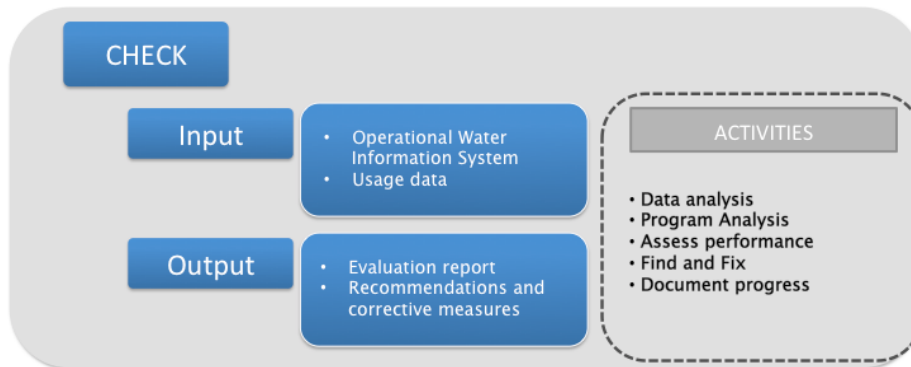 CHECK
Input
• Operational Water
Information System
• Usage data
Output
• Evaluation report
• Recommendations and
corrective measures
ACTIVITIES
• Data analysis
• Program Analysis
• Assess performance
• Find and Fix
• Document progress